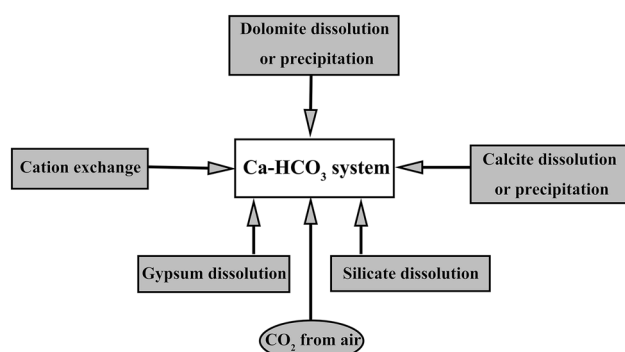 Dolomite dissolution
or precipitation
Cation exchange
Ca-HCO₃ system
Calcite dissolution
or precipitation
Gypsum dissolution
Silicate dissolution
CO₂ from air